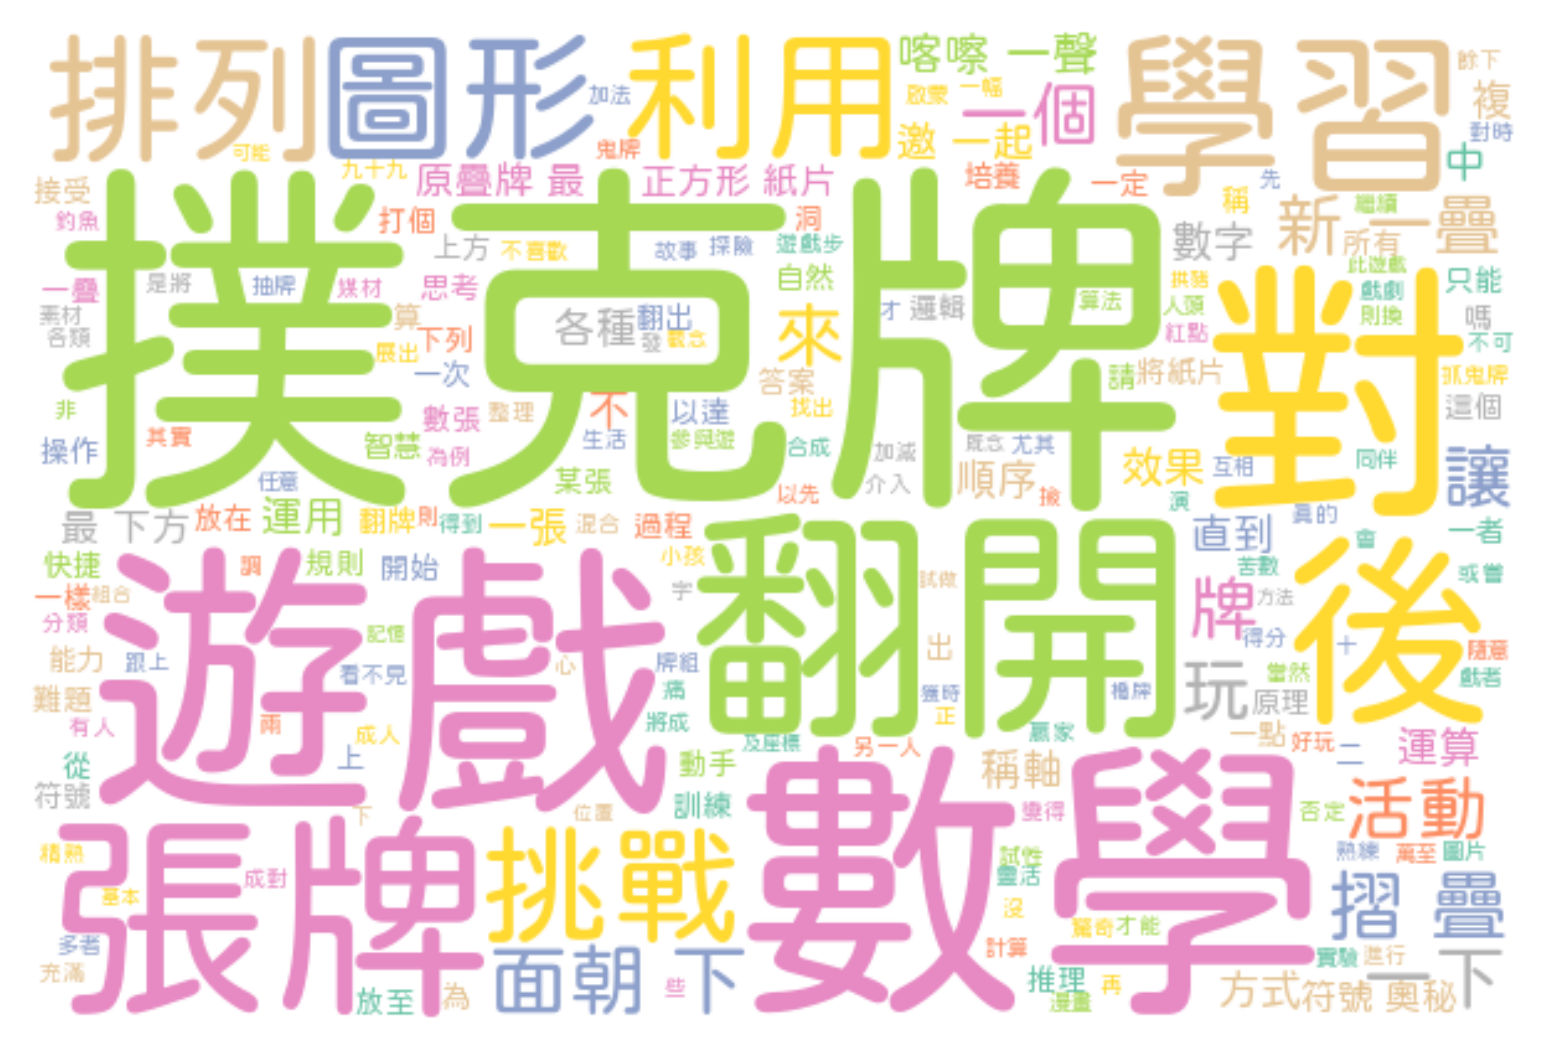 排列 圖形 利用 喀嚓 一聲 學習 餘下
加法 啟蒙 一幅 一個 複
可能 鬼牌 邀 一起 對時
九十九 原疊牌 最 正方形 紙片 培養 一定 先 中
接受 稱 繼續
釣魚 打個 洞 新 一疊
撲克牌 上方 不喜歡 故事 探險 遊戲步 數字 所有
一疊 是將 抽牌 媒材 思考 自然 此遊戲 只能
素材 算 各種 翻出 來 才 邏輯 算法 拱豬 人頭 戲劇 則換 嗎
各類 展出 下列 發 觀念 紅點 對 不可
一次 答案 請 將紙片 抓鬼牌
非 數張 整理 不 以達 找出 這個
操作 其實 智慧 為例 生活 參與遊 合成 加減 概念 尤其 效果 互相 同伴 讓
任意 某張 以先 介入 順序 撿 演
最 下方 放在 運用 翻牌 則 得到 一張 混合 過程 直到 真的 一者
快捷 調 規則 開始 小孩 翻開 會 後
一樣 組合 遊戲 字 試做 苦數 或嘗
分類 記憶 牌 方法
能力 跟上 看不見 心 牌組 出 得分 十 隨意
難題 痛 獲時 櫓牌 玩 當然 戲者
有人 兩 成人 將成 正 原理
從 上 及座標 另一人 贏家 一點 好玩 二 運算
符號 動手 稱軸
下 位置 訓練 數學 變得 否定 活動
張牌 挑戰
精熟 試性 熟練 萬至 圖片
基本 成對 靈活 摺 疊
沒 驚奇 才能
多者 面朝 下 計算 實驗 進行 一下
充滿 放至 為 些 推理 再 方式 符號 奧秘
漫畫